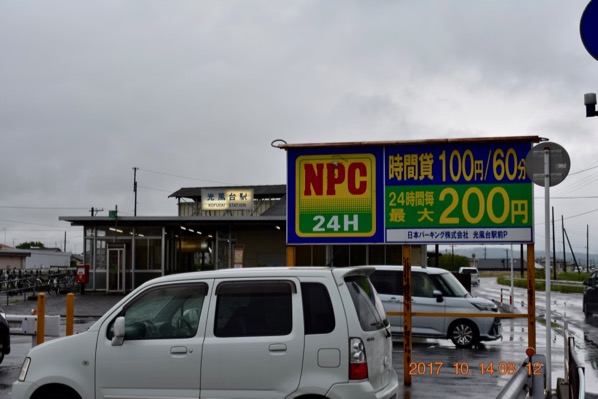 光風台駅
KOFUDAI STATION
NPC
24H
時間貸 100円/60分
24時間毎
最大 200円
日本パーキング株式会社 光風台駅前P
2017 10 14 08 12